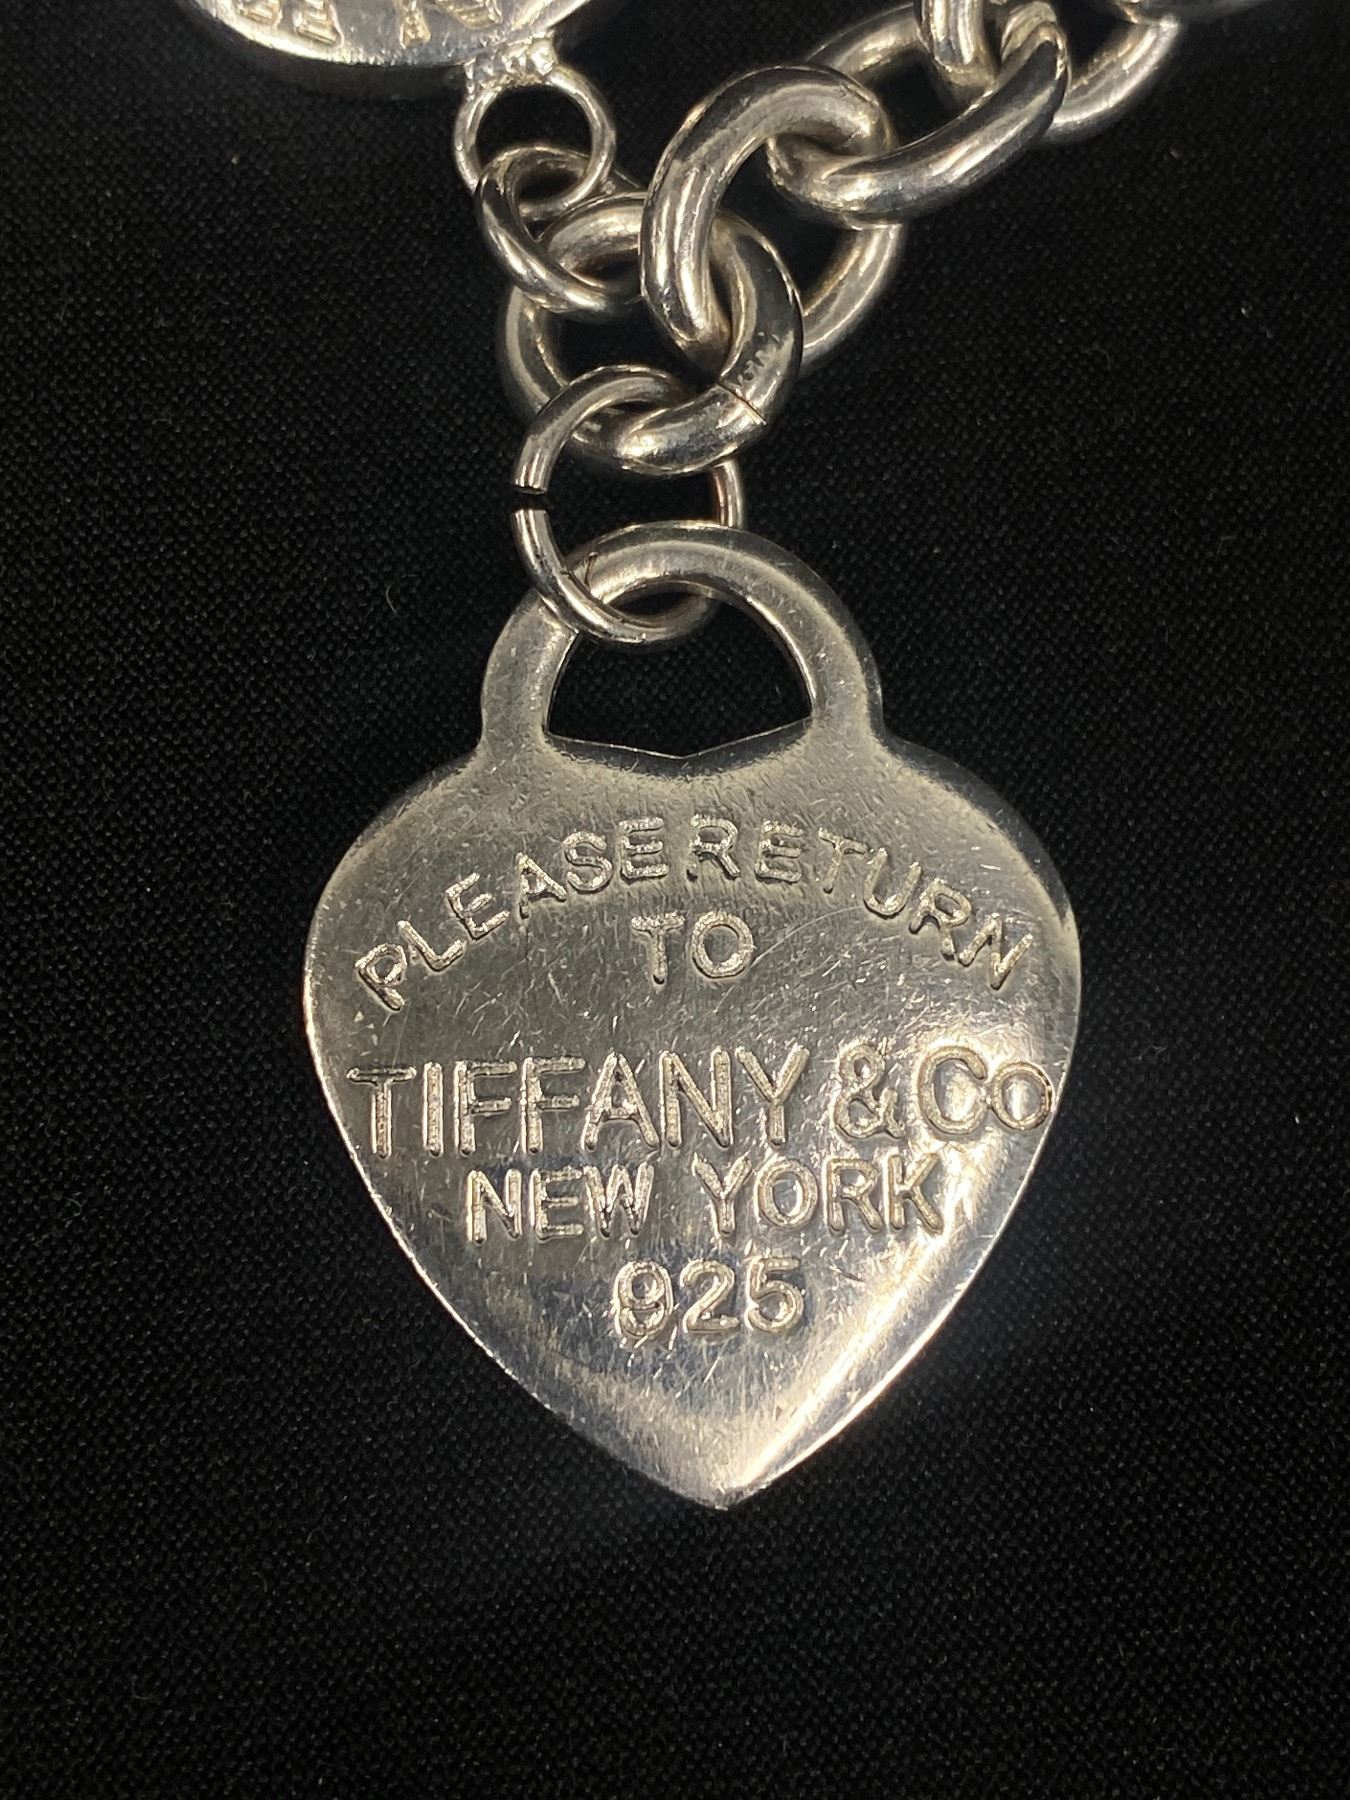 PLEASE RETURN
TO
TIFFANY & Co
NEW YORK
925